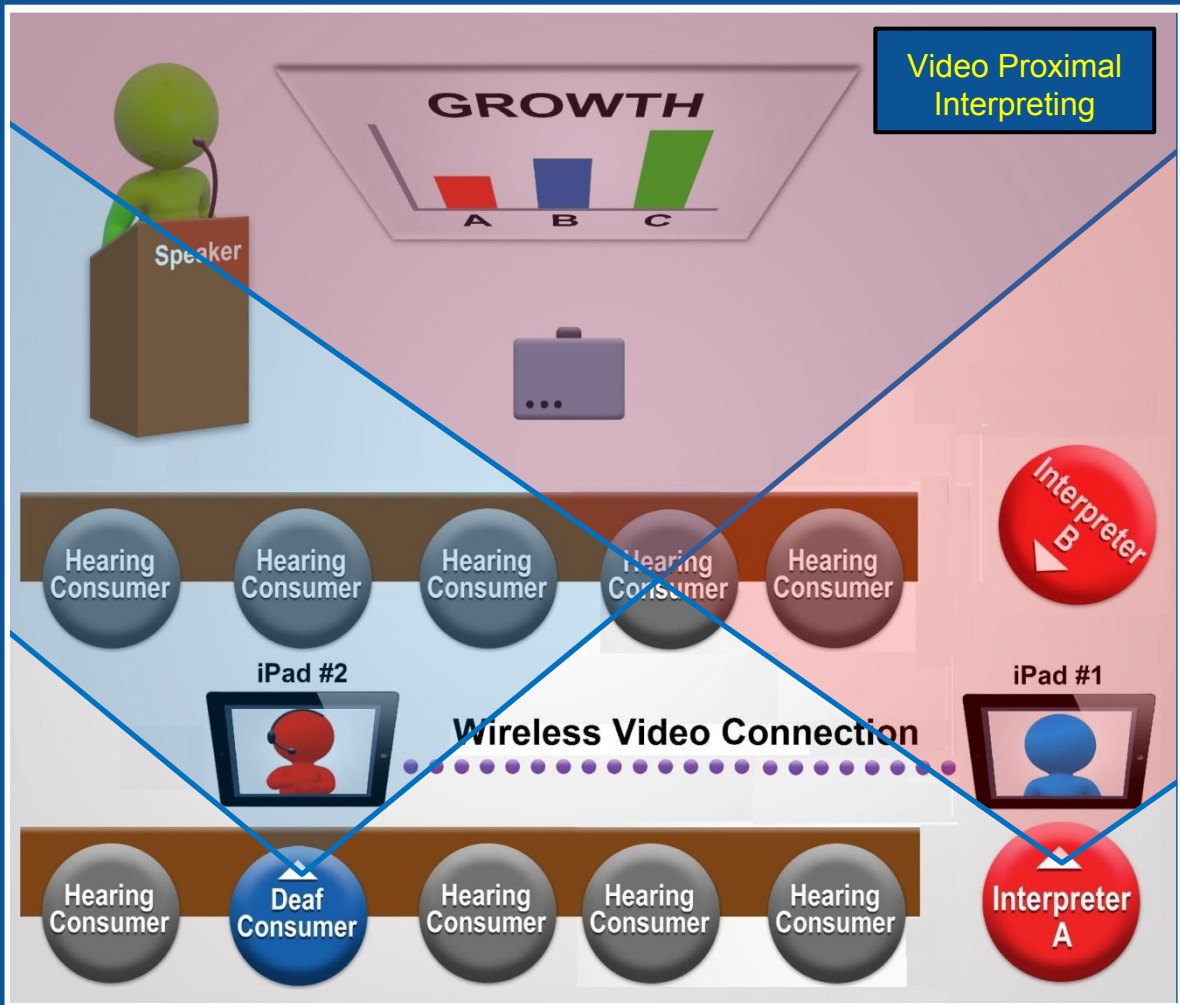 Video Proximal
Interpreting
GROWTH
A B C
Speaker
Interpreter
B
Hearing
Consumer
Hearing
Consumer
Hearing
Consumer
Hearing
Consumer
Hearing
Consumer
iPad #2
iPad #1
Wireless Video Connection
Hearing
Consumer
Deaf
Consumer
Hearing
Consumer
Hearing
Consumer
Hearing
Consumer
Interpreter
A